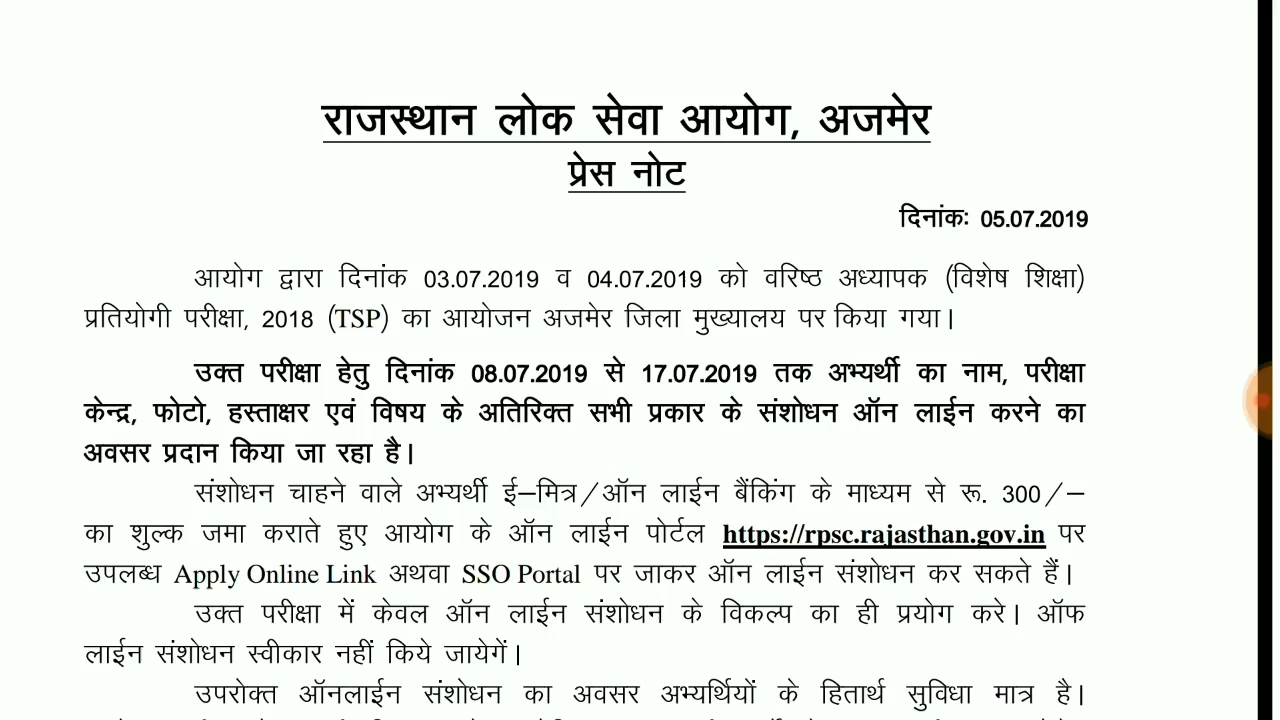 राजस्थान लोक सेवा आयोग, अजमेर
प्रेस नोट
दिनांकः 05.07.2019
आयोग द्वारा दिनांक 03.07.2019 व 04.07.2019 को वरिष्ठ अध्यापक (विशेष शिक्षा)
प्रतियोगी परीक्षा, 2018 (TSP) का आयोजन अजमेर जिला मुख्यालय पर किया गया।
उक्त परीक्षा हेतु दिनांक 08.07.2019 से 17.07.2019 तक अभ्यर्थी का नाम, परीक्षा
केन्द्र, फोटो, हस्ताक्षर एवं विषय के अतिरिक्त सभी प्रकार के संशोधन ऑन लाईन करने का
अवसर प्रदान किया जा रहा है।
संशोधन चाहने वाले अभ्यर्थी ई–मित्र/ऑन लाईन बैंकिंग के माध्यम से रू. 300/–
का शुल्क जमा कराते हुए आयोग के ऑन लाईन पोर्टल https://rpsc.rajasthan.gov.in पर
उपलब्ध Apply Online Link अथवा SSO Portal पर जाकर ऑन लाईन संशोधन कर सकते हैं।
उक्त परीक्षा में केवल ऑन लाईन संशोधन के विकल्प का ही प्रयोग करे। ऑफ
लाईन संशोधन स्वीकार नहीं किये जायेगें।
उपरोक्त ऑनलाईन संशोधन का अवसर अभ्यर्थियों के हितार्थ सुविधा मात्र है।